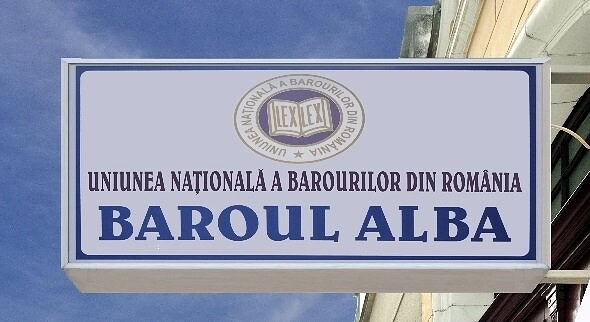 UNIUNEA NAȚIONALĂ A BAROURILOR DIN ROMÂNIA
LEX LEX
UNIUNEA NAȚIONALĂ A BAROURILOR DIN ROMÂNIA
BAROUL ALBA